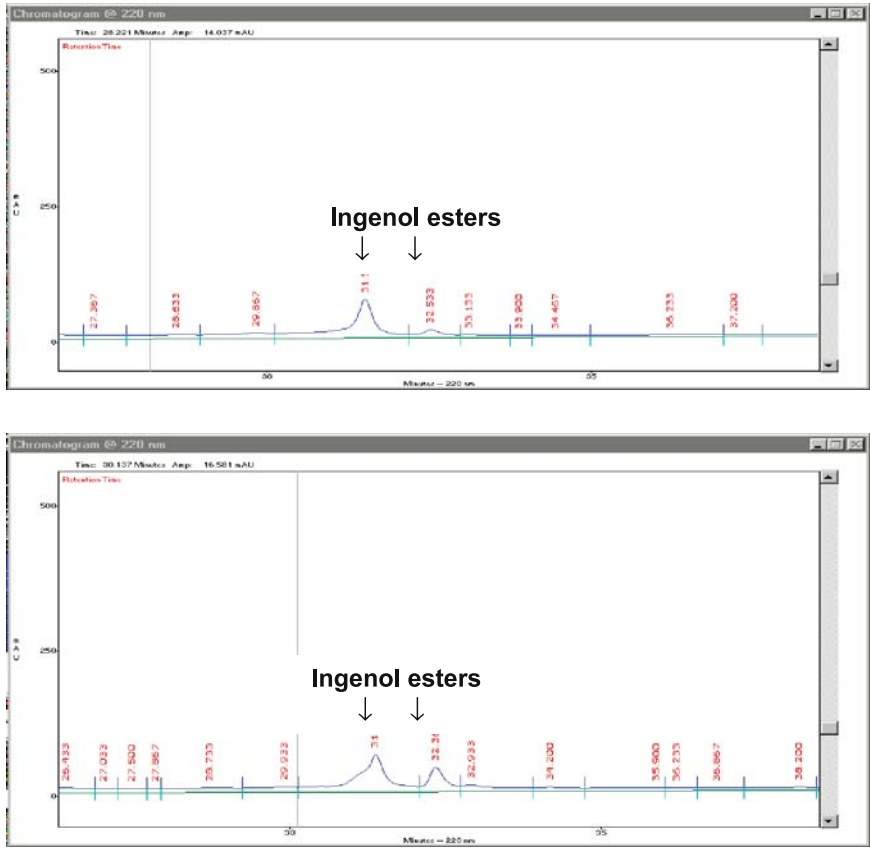 Chromatogram @ 220 nm
Time: 28.221 Minutes Amp: 14.037 mAU
Retention Time
500
250
0
mAU
Ingenol esters
27.367
28.633
29.867
32.533
33.133
33.900
34.467
36.233
37.200
30
35
Minutes -- 220 nm
Chromatogram @ 220 nm
Time: 30.137 Minutes Amp: 16.581 mAU
Retention Time
500
250
0
mAU
Ingenol esters
26.433
27.033
27.500
27.867
28.733
29.933
31
32.933
34.200
35.900
36.233
36.867
38.200
30
35
Minutes -- 220 nm